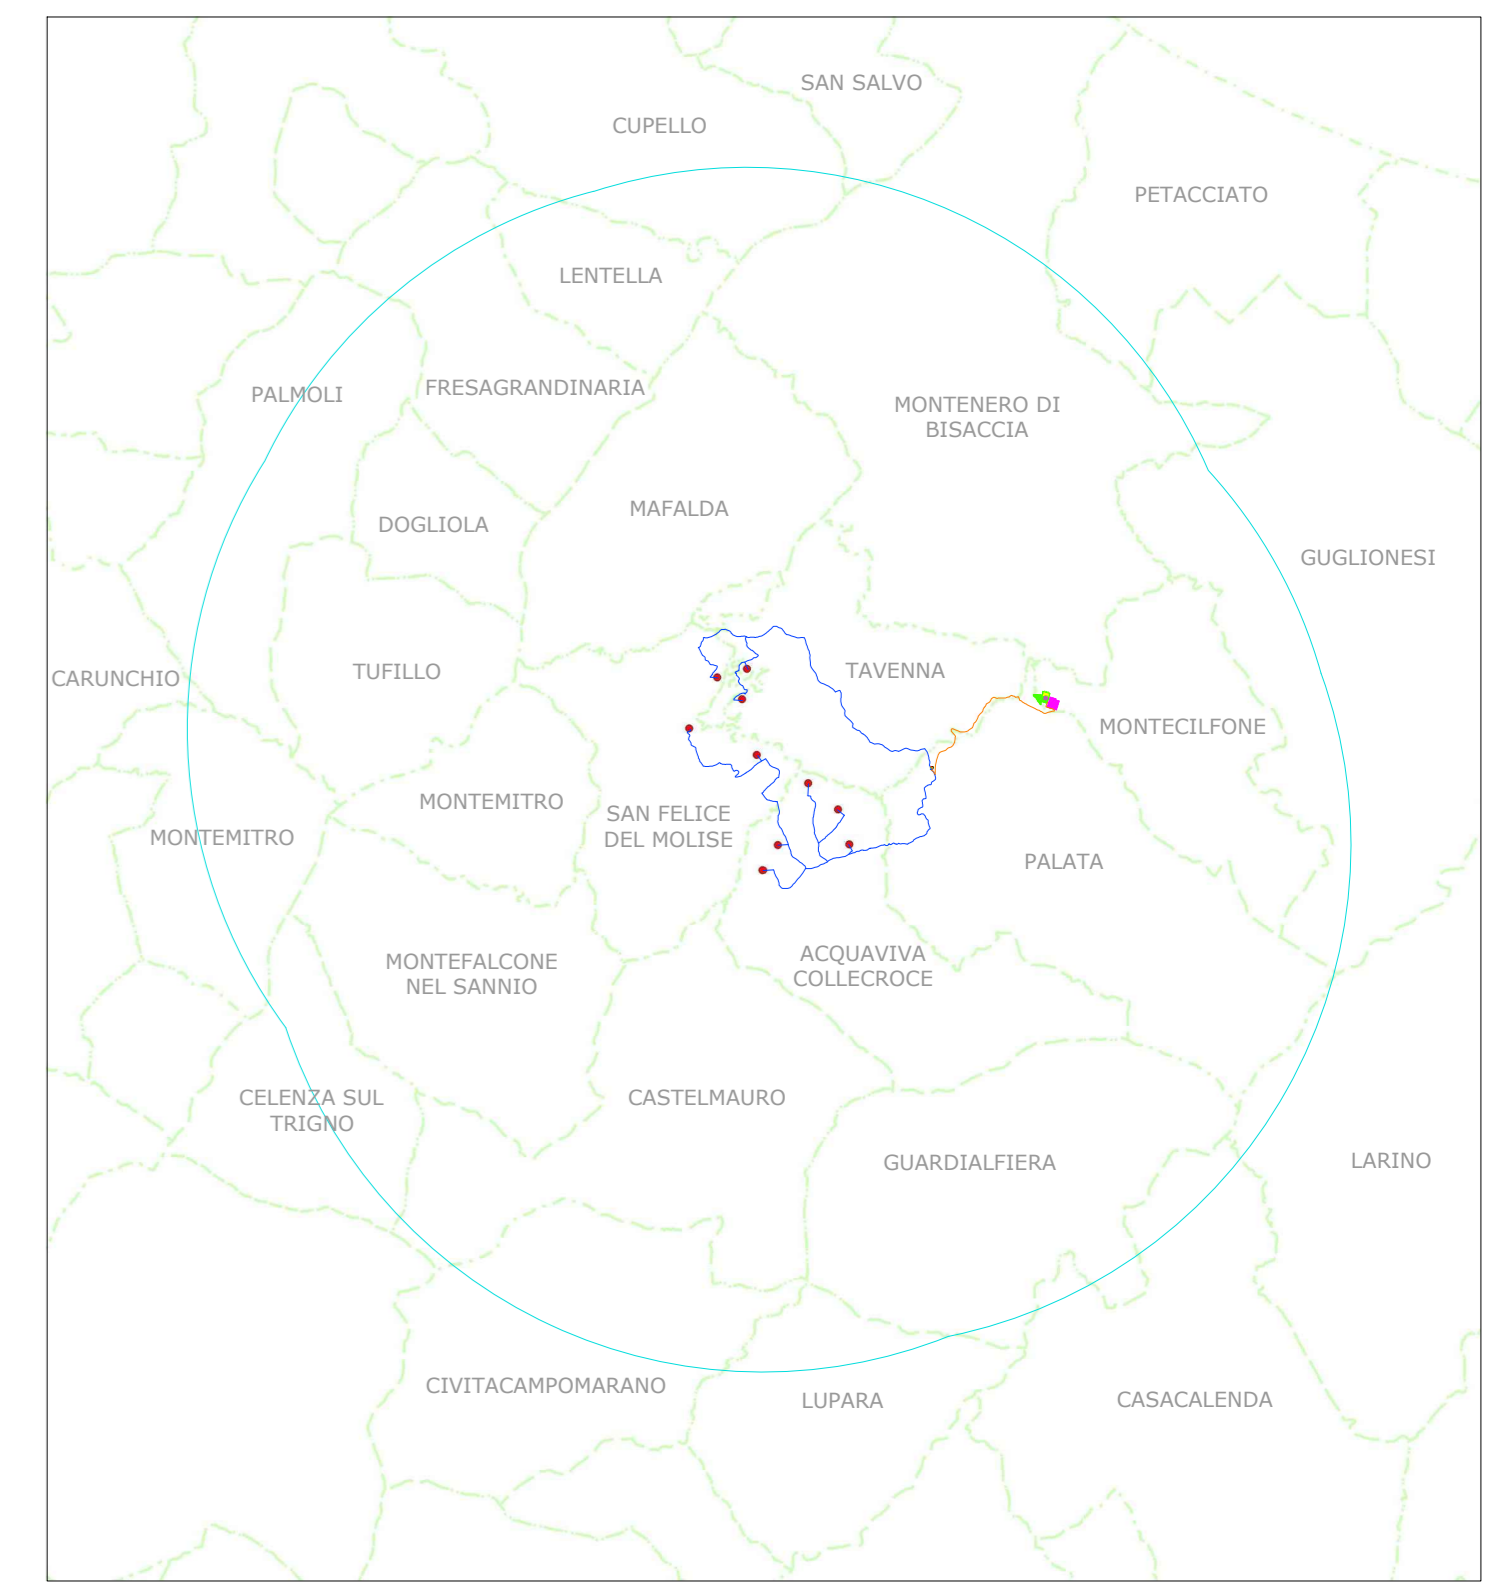 SAN SALVO
CUPELLO
PETACCIATO
LENTELLA
PALMOLI
FRESAGRANDINARIA
MONTENERO DI
BISACCIA
MAFALDA
DOGLIOLA
GUGLIONESI
CARUNCHIO
TUFILLO
TAVENNA
MONTECILFONE
MONTEMITRO
SAN FELICE
DEL MOLISE
MONTEMITRO
PALATA
MONTEFALCONE
NEL SANNIO
ACQUAVIVA
COLLECROCE
CELENZA SUL
TRIGNO
CASTELMAURO
GUARDIALFIERA
LARINO
CIVITACAMPOMARANO
LUPARA
CASACALENDA